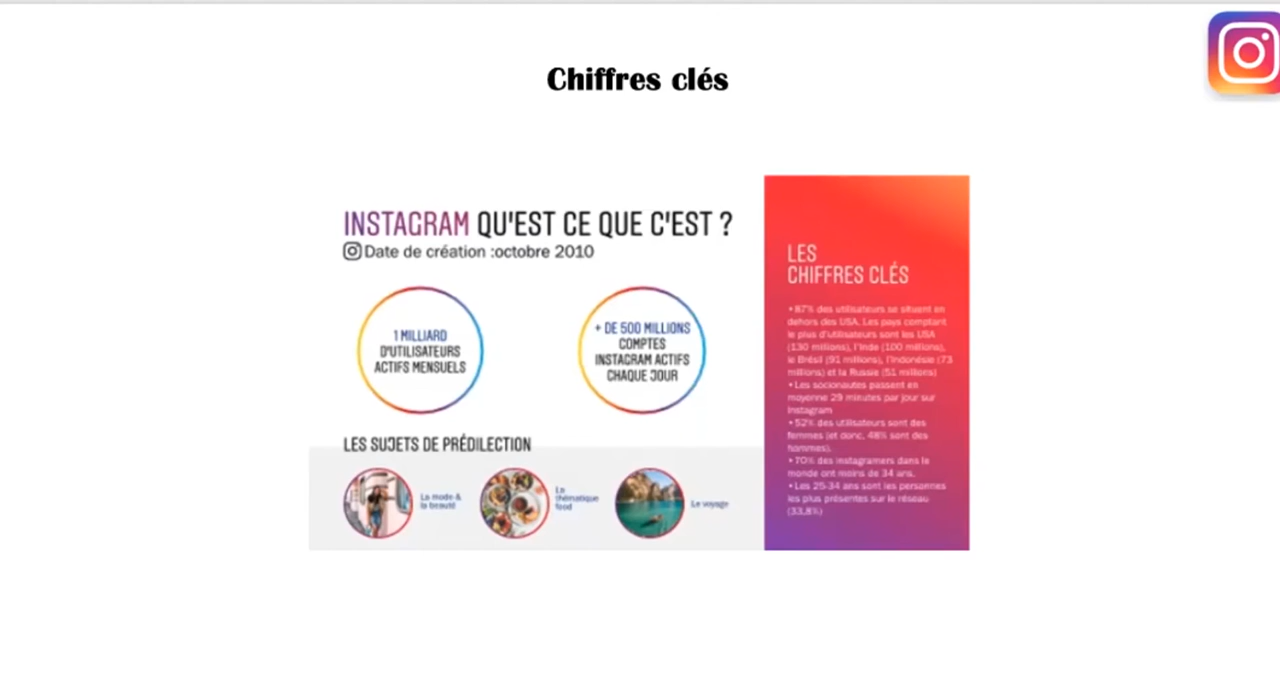 Chiffres clés
INSTAGRAM QU'EST CE QUE C'EST ?
Date de création :octobre 2010
1 MILLIARD
D'UTILISATEURS
ACTIFS MENSUELS
+ DE 500 MILLIONS
COMPTES
INSTAGRAM ACTIFS
CHAQUE JOUR
LES SUJETS DE PRÉDILECTION
La mode &
la beauté
La
thématique
food
Le voyage
LES
CHIFFRES CLÉS
• 87% des utilisateurs se situent en
dehors des USA. Les pays comptant
le plus d'utilisateurs sont les USA
(130 millions), l'Inde (100 millions),
le Brésil (91 millions), l'Indonésie (73
millions) et la Russie (51 millions)
• Les socionautes passent en
moyenne 29 minutes par jour sur
Instagram
• 52% des utilisateurs sont des
femmes (et donc, 48% sont des
hommes).
• 70% des instagramers dans le
monde ont moins de 34 ans.
• Les 25-34 ans sont les personnes
les plus présentes sur le réseau
(33,8%)